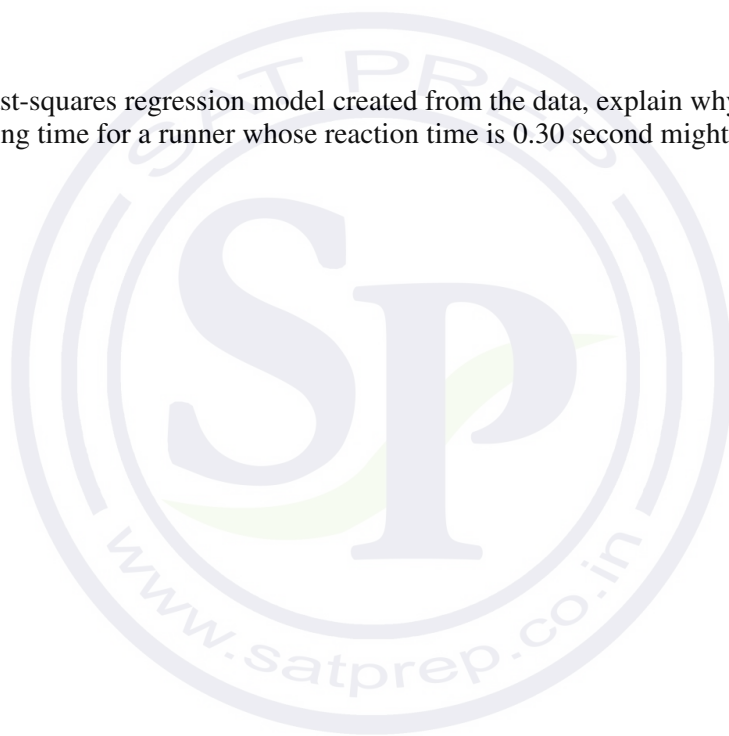 st-squares regression model created from the data, explain why
ng time for a runner whose reaction time is 0.30 second might
SAT PREP
SP
www.satprep.co.in